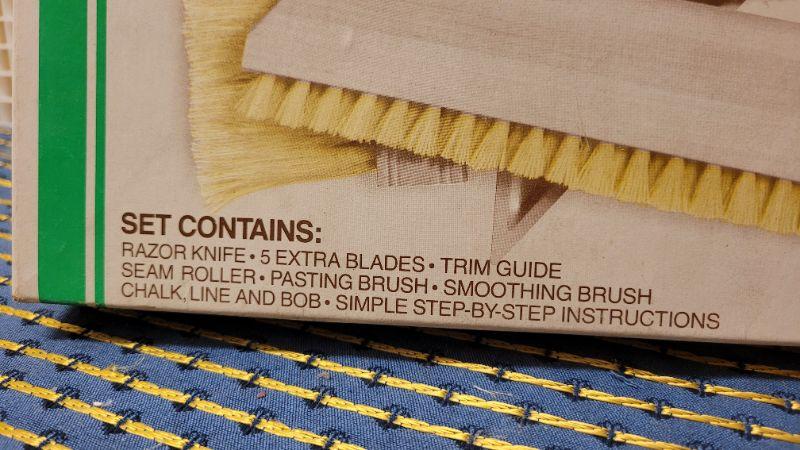 SET CONTAINS:
RAZOR KNIFE • 5 EXTRA BLADES • TRIM GUIDE
SEAM ROLLER • PASTING BRUSH • SMOOTHING BRUSH
CHALK, LINE AND BOB • SIMPLE STEP-BY-STEP INSTRUCTIONS